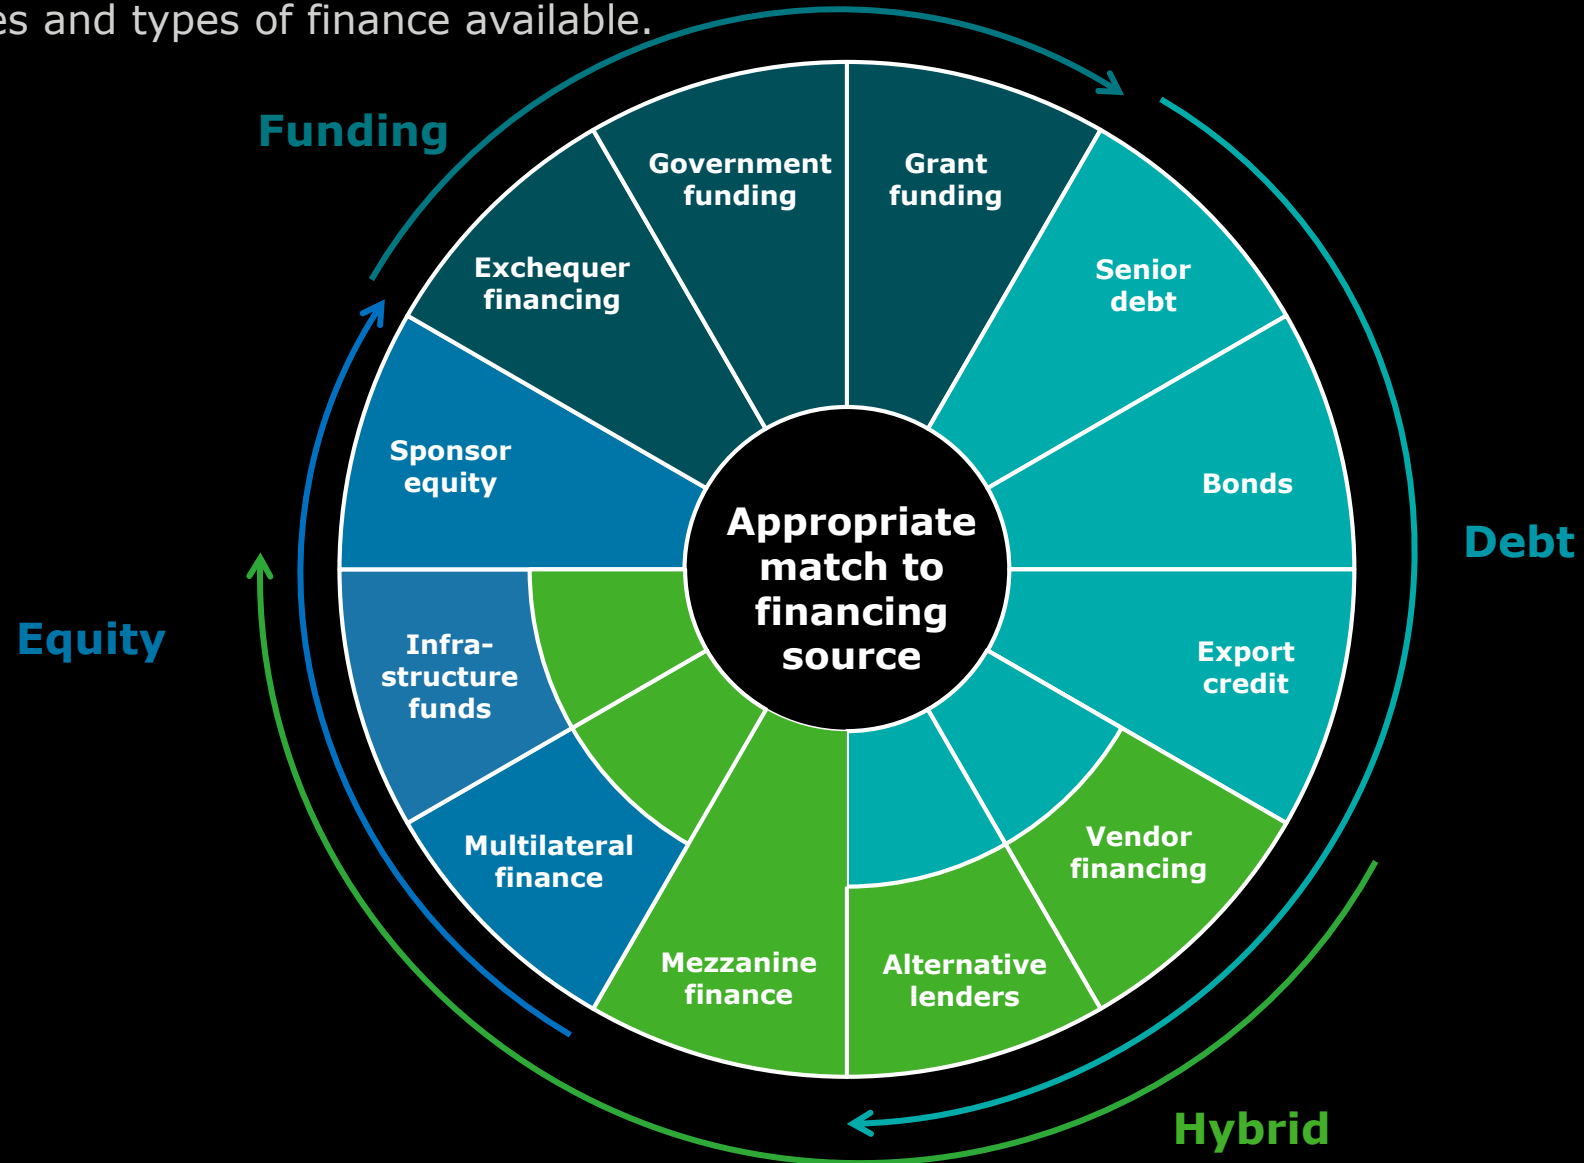 es and types of finance available.
Funding
Government
funding
Grant
funding
Exchequer
financing
Senior
debt
Sponsor
equity
Bonds
Appropriate
match to
financing
source
Debt
Equity
Infra-
structure
funds
Export
credit
Multilateral
finance
Vendor
financing
Mezzanine
finance
Alternative
lenders
Hybrid